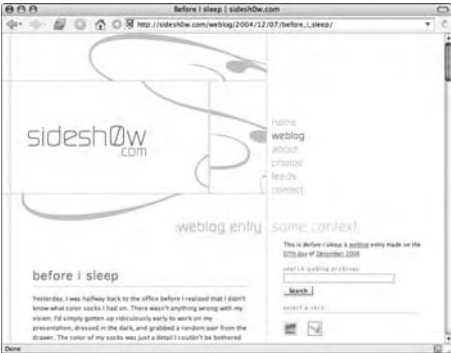 Before I sleep | sidesh0w.com
http://sidesh0w.com/weblog/2004/12/07/before_i_sleep/
home
weblog
about
photos
feeds
contact
sidesh0w
.com
:weblog entry
some context.
This is Before I sleep, a weblog entry made on the
07th day of December 2004.
search weblog archives:
Search
select a skin:
before i sleep
Yesterday, I was halfway back to the office before I realized that I didn't
know what color socks I had on. There wasn't anything wrong with my
vision; I'd simply gotten up ridiculously early to work on my
presentation, dressed in the dark, and grabbed a random pair from the
drawer. The color of my socks was just a detail I couldn't be bothered
Done